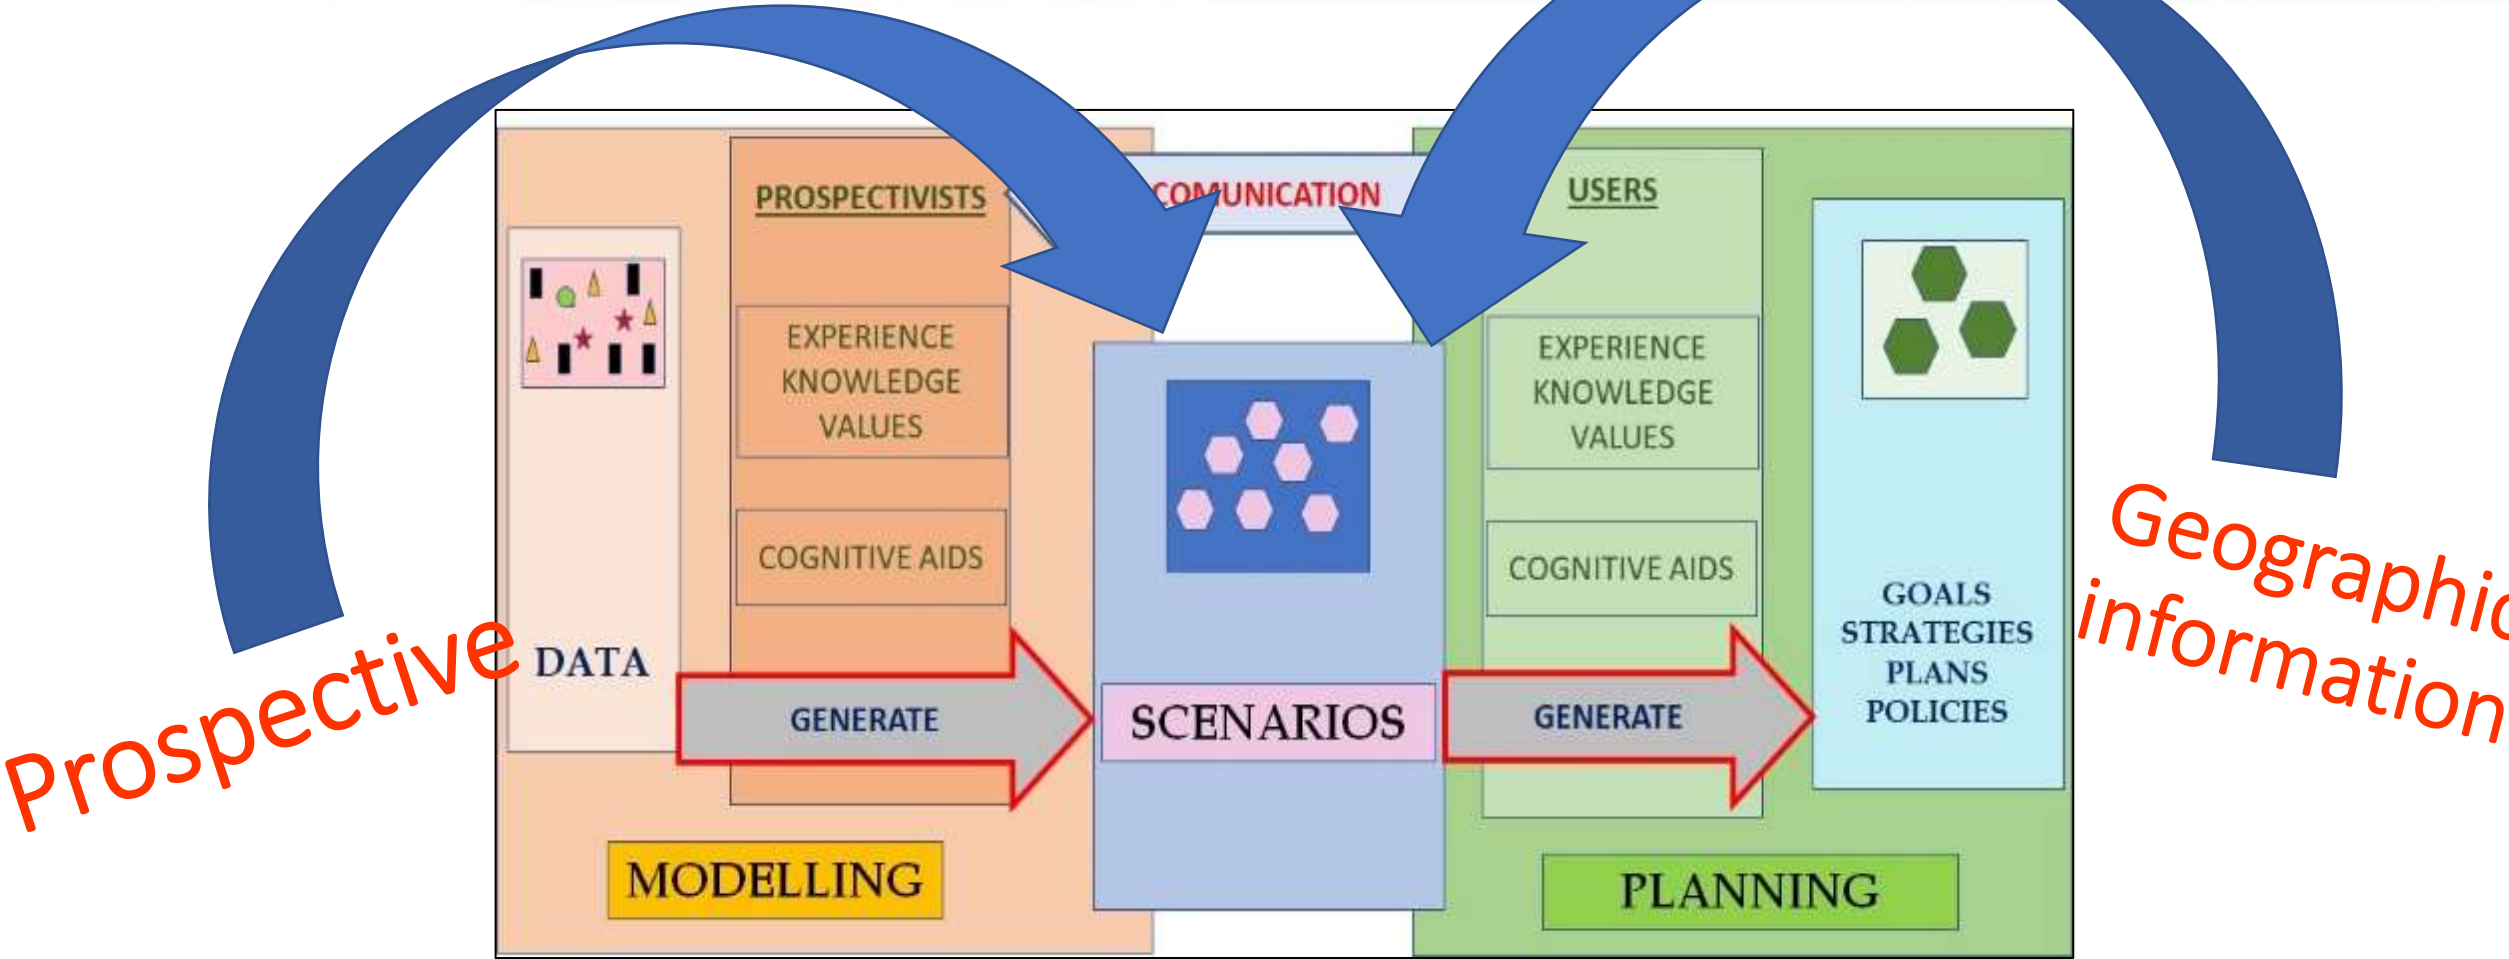 Prospective
PROSPECTIVISTS
COMUNICATION
USERS
EXPERIENCE
KNOWLEDGE
VALUES
EXPERIENCE
KNOWLEDGE
VALUES
COGNITIVE AIDS
COGNITIVE AIDS
DATA
GENERATE
SCENARIOS
GENERATE
GOALS
STRATEGIES
PLANS
POLICIES
MODELLING
PLANNING
Geographic
information